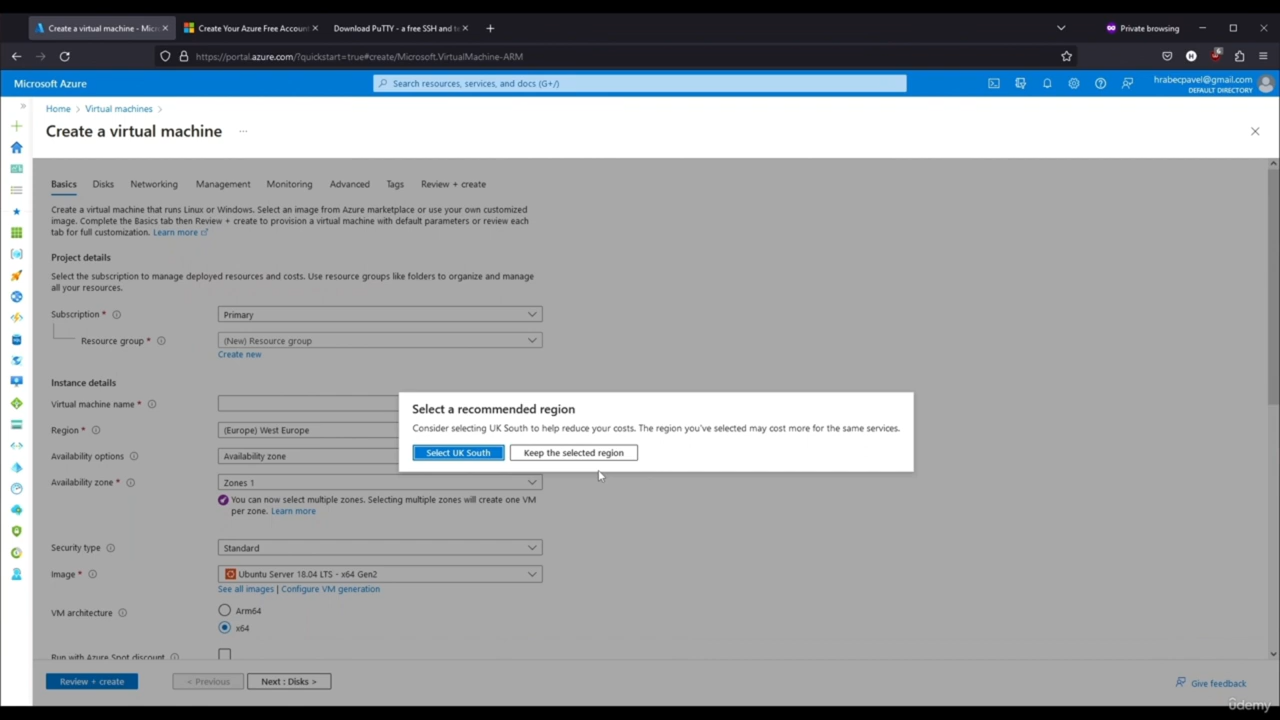 Create a virtual machine - Micr
Create Your Azure Free Accoun
Download PuTTY - a free SSH and te
Private browsing
https://portal.azure.com/?quickstart=true#create/Microsoft.VirtualMachine-ARM
6
Microsoft Azure
Search resources, services, and docs (G+/)
hrabecpavel@gmail.com
DEFAULT DIRECTORY
Home > Virtual machines >
Create a virtual machine ...
Basics Disks Networking Management Monitoring Advanced Tags Review + create
Create a virtual machine that runs Linux or Windows. Select an image from Azure marketplace or use your own customized
image. Complete the Basics tab then Review + create to provision a virtual machine with default parameters or review each
tab for full customization. Learn more
Project details
Select the subscription to manage deployed resources and costs. Use resource groups like folders to organize and manage
all your resources.
Subscription * Primary
Resource group * (New) Resource group
Create new
Instance details
Virtual machine name *
Region * (Europe) West Europe
Availability options Availability zone
Select a recommended region
Consider selecting UK South to help reduce your costs. The region you've selected may cost more for the same services.
Select UK South Keep the selected region
Availability zone * Zones 1
You can now select multiple zones. Selecting multiple zones will create one VM
per zone. Learn more
Security type Standard
Image * Ubuntu Server 18.04 LTS - x64 Gen2
See all images | Configure VM generation
VM architecture Arm64
x64
Run with Azure Spot discount
Review + create < Previous Next : Disks > Give feedback
ûdemy